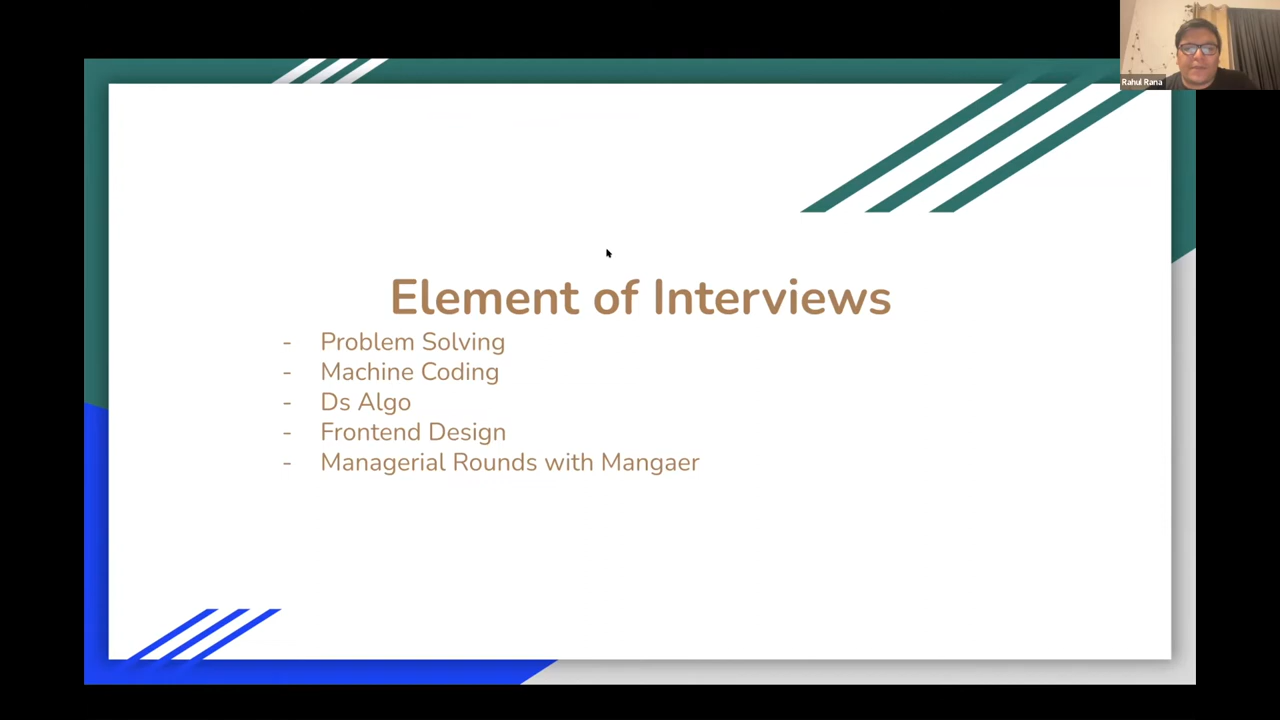 Rahul Rana
Element of Interviews
- Problem Solving
- Machine Coding
- Ds Algo
- Frontend Design
- Managerial Rounds with Mangaer